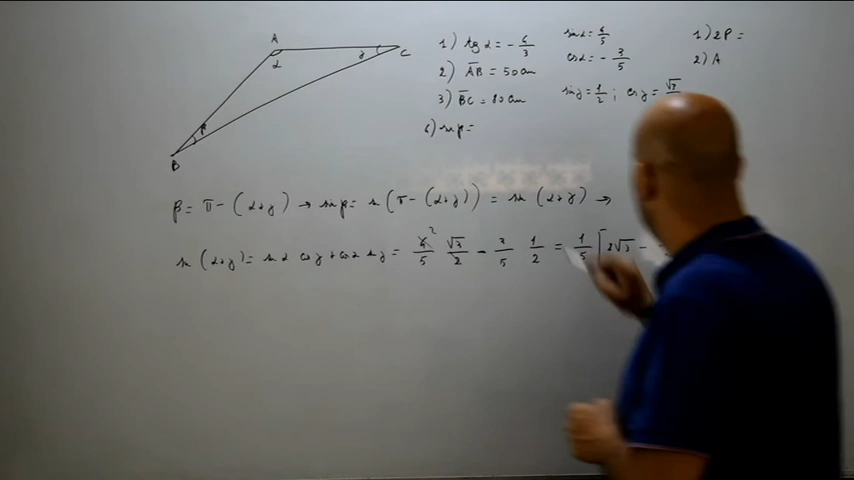 A
α
γ
C
β
B
1) tg α = - 4/3
2) AB = 50 cm
3) BC = 80 cm
4) sin β =
sin α = 4/5
cos α = - 3/5
sin γ = 1/2 ; cos γ = √3/2
1) 2P =
2) A
β = π - (α+γ) → sin β = sin (π - (α+γ)) = sin (α+γ) →
sin (α+γ) = sin α cos γ + cos α sin γ = 4/5 2 √3/2 - 3/5 1/2 = 1/5 [2√3 -